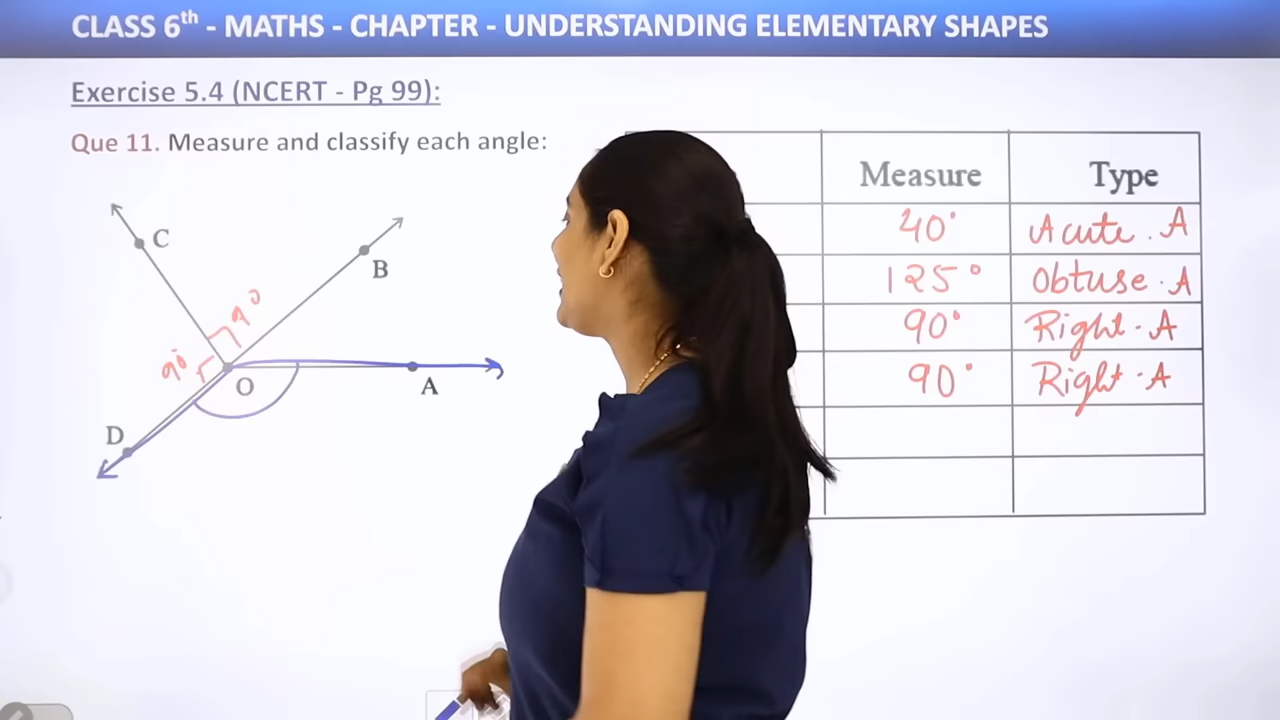 CLASS 6th - MATHS - CHAPTER - UNDERSTANDING ELEMENTARY SHAPES
Exercise 5.4 (NCERT - Pg 99):
Que 11. Measure and classify each angle:
Measure Type
40° Acute. A
125° Obtuse. A
90° Right. A
90° Right. A
C
B
90°
90°
O
A
D